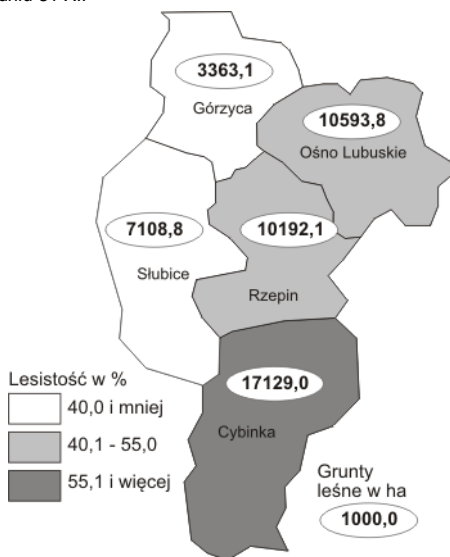 3363,1
Górzyca
10593,8
Ośno Lubuskie
7108,8
Słubice
10192,1
Rzepin
17129,0
Cybinka
Lesistość w %
40,0 i mniej
40,1 - 55,0
55,1 i więcej
Grunty
leśne w ha
1000,0